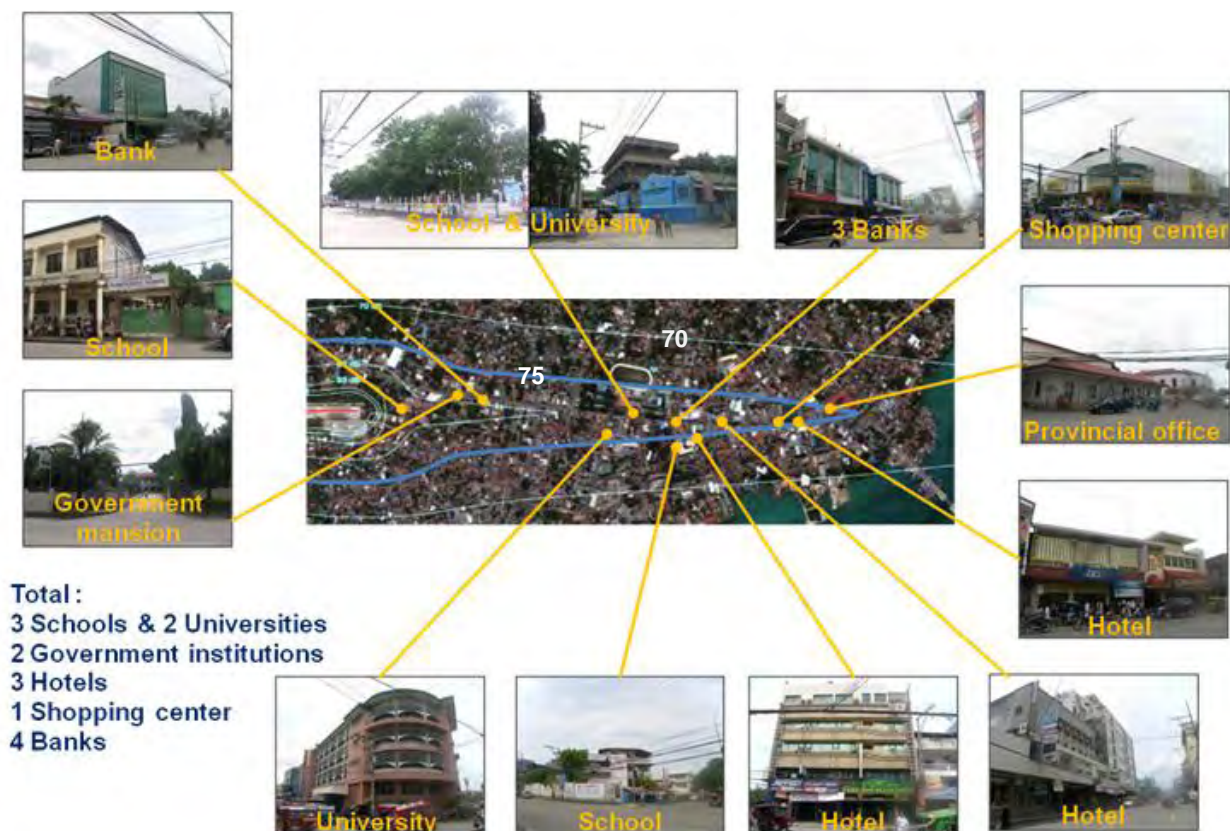 Bank
School & University
3 Banks
Shopping center
School
70
75
Provincial office
Government
mansion
Hotel
Total :
3 Schools & 2 Universities
2 Government institutions
3 Hotels
1 Shopping center
4 Banks
University
School
Hotel
Hotel